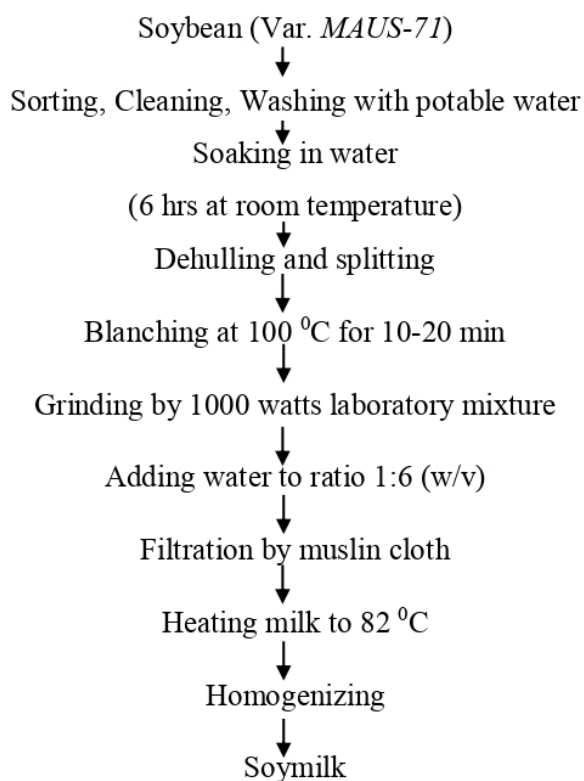 Soybean (Var. MAUS-71)
Sorting, Cleaning, Washing with potable water
Soaking in water
(6 hrs at room temperature)
Dehulling and splitting
Blanching at 100 ⁰C for 10-20 min
Grinding by 1000 watts laboratory mixture
Adding water to ratio 1:6 (w/v)
Filtration by muslin cloth
Heating milk to 82 ⁰C
Homogenizing
Soymilk